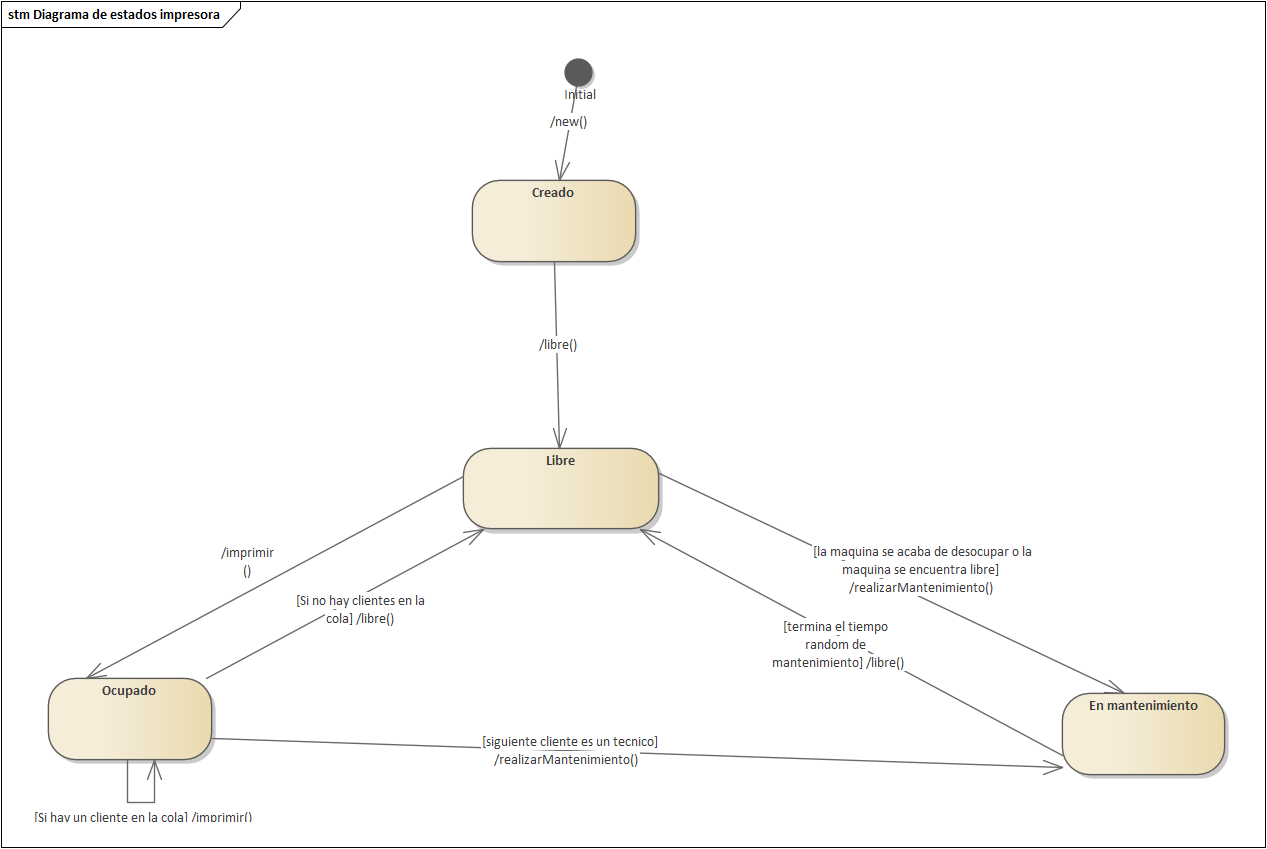 stm Diagrama de estados impresora
Initial
/new()
Creado
/libre()
Libre
/imprimir
()
[Si no hay clientes en la
cola] /libre()
[la maquina se acaba de desocupar o la
maquina se encuentra libre]
/realizarMantenimiento()
[termina el tiempo
random de
mantenimiento] /libre()
Ocupado
En mantenimiento
[siguiente cliente es un tecnico]
/realizarMantenimiento()
[Si hay un cliente en la cola] /imprimir()